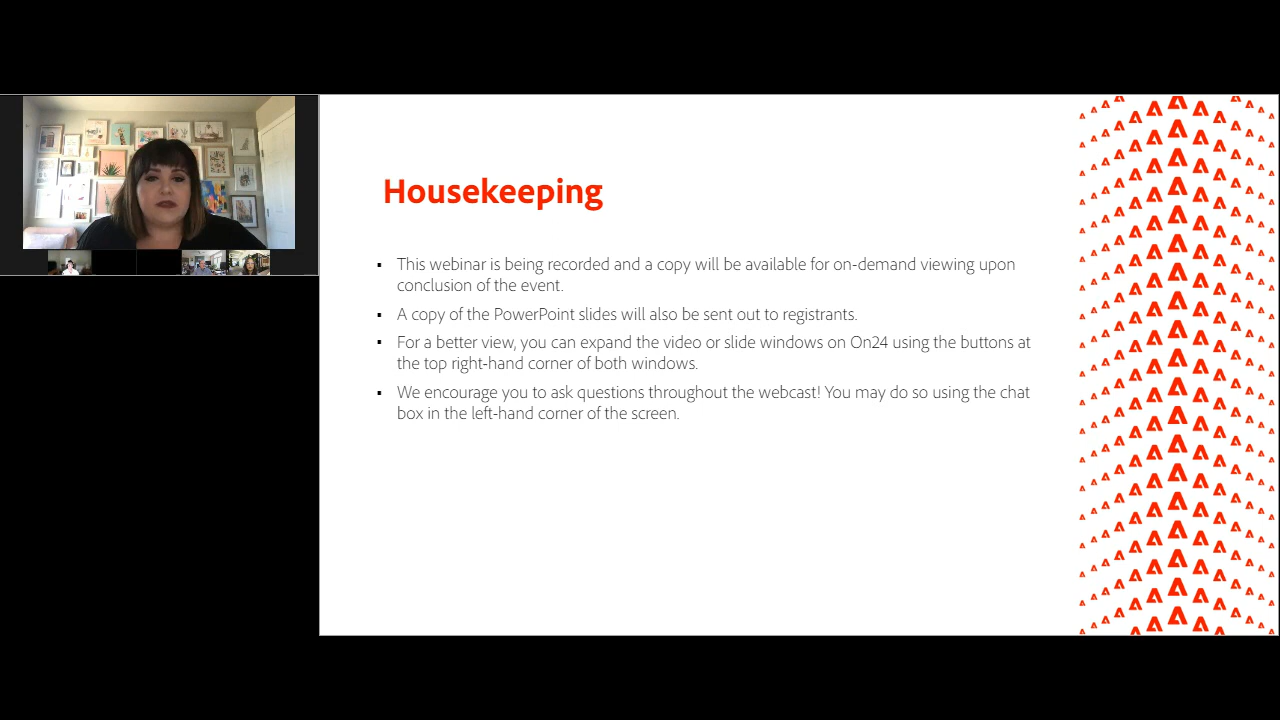 Housekeeping
▪ This webinar is being recorded and a copy will be available for on-demand viewing upon
conclusion of the event.
▪ A copy of the PowerPoint slides will also be sent out to registrants.
▪ For a better view, you can expand the video or slide windows on On24 using the buttons at
the top right-hand corner of both windows.
▪ We encourage you to ask questions throughout the webcast! You may do so using the chat
box in the left-hand corner of the screen.